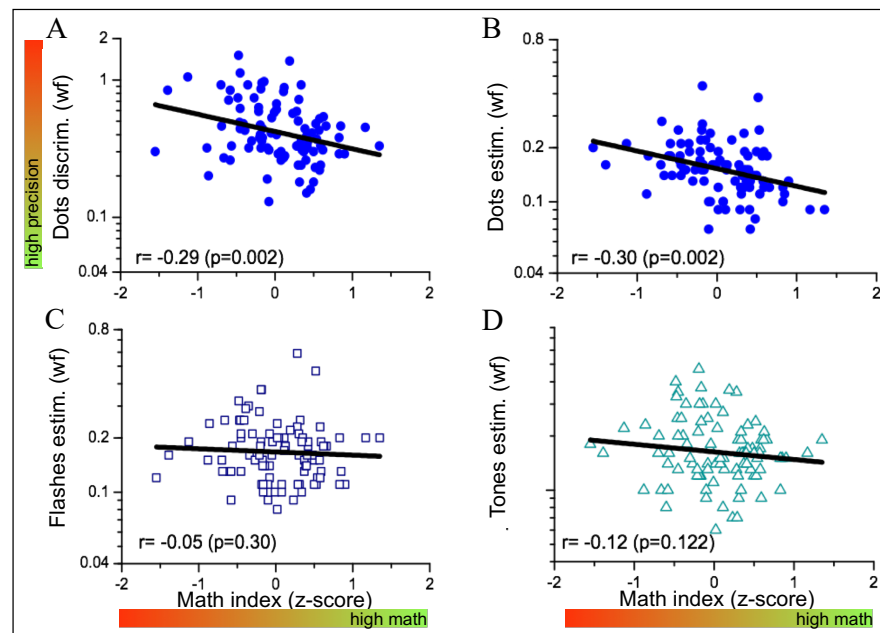 A
2
1
0.1
0.04
Dots discrim. (wf)
high precision
r= -0.29 (p=0.002)
-2 -1 0 1 2
B
0.8
0.2
0.1
0.04
Dots estim. (wf)
r= -0.30 (p=0.002)
-2 -1 0 1 2
C
0.8
0.2
0.1
0.04
Flashes estim. (wf)
r= -0.05 (p=0.30)
-2 -1 0 1 2
Math index (z-score)
high math
D
Tones estim. (wf)
r= -0.12 (p=0.122)
-2 -1 0 1 2
Math index (z-score)
high math